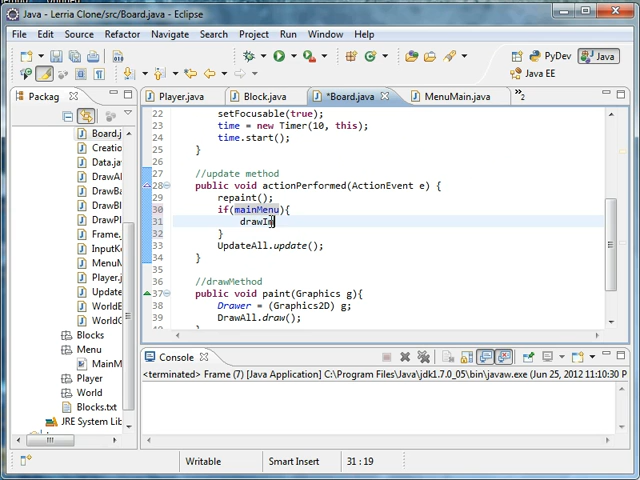 Java - Lerria Clone/src/Board.java - Eclipse
File Edit Source Refactor Navigate Search Project Run Window Help
PyDev Java
Java EE
Packag Player.java Block.java *Board.java MenuMain.java »2
Board.j
Creation
Data.jav
DrawAl
DrawBa
DrawBl
DrawPl
Frame.
InputKe
MenuM
Player.j
Update
WorldB
WorldG
Blocks
Menu
MainM
Player
World
Blocks.txt
JRE System Lib
22 setFocusable(true);
23 time = new Timer(10, this);
24 time.start();
25 }
26
27 //update method
28 public void actionPerformed(ActionEvent e) {
29 repaint();
30 if(mainMenu){
31 drawIm
32 }
33 UpdateAll.update();
34 }
35
36 //drawMethod
37 public void paint(Graphics g){
38 Drawer = (Graphics2D) g;
39 DrawAll.draw();
Console
<terminated> Frame (7) [Java Application] C:\Program Files\Java\jdk1.7.0_05\bin\javaw.exe (Jun 25, 2012 11:10:30 P
Writable Smart Insert 31 : 19